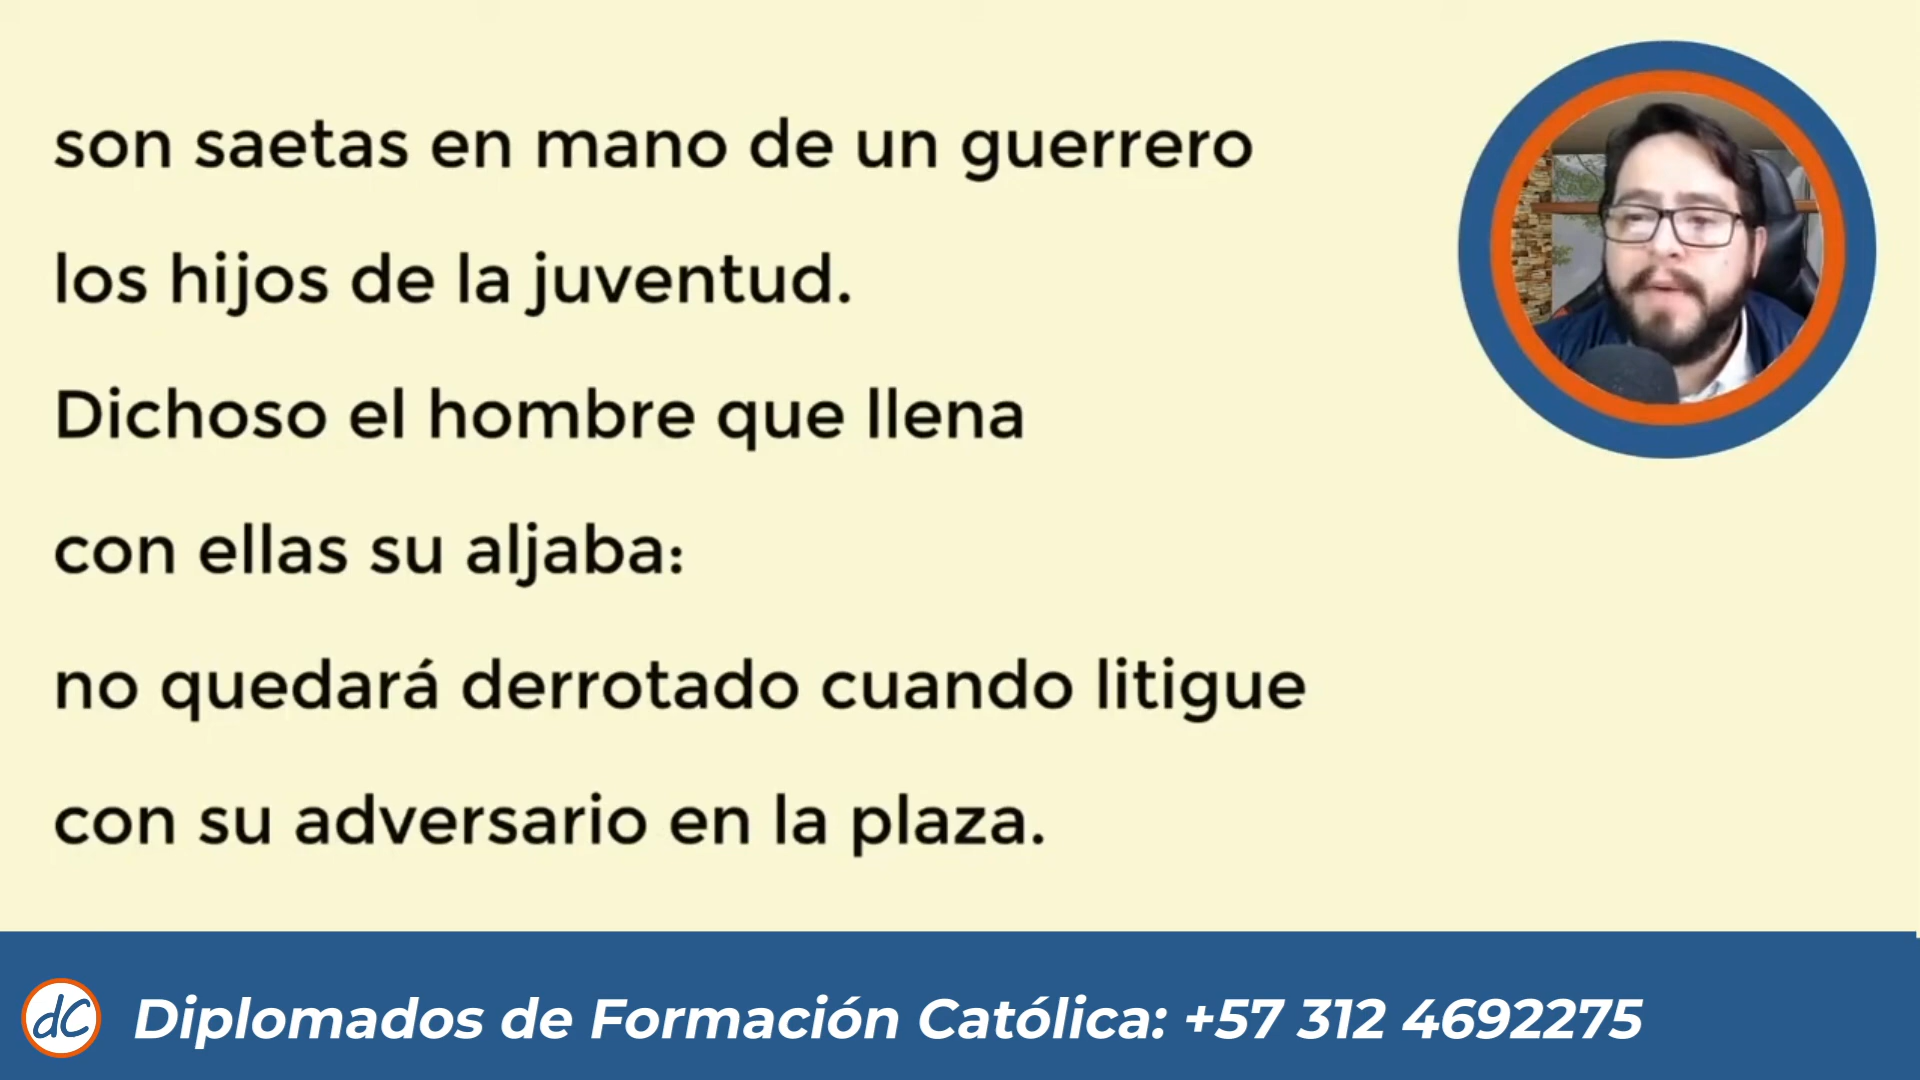 son saetas en mano de un guerrero
los hijos de la juventud.
Dichoso el hombre que llena
con ellas su aljaba:
no quedará derrotado cuando litigue
con su adversario en la plaza.
dC Diplomados de Formación Católica: +57 312 4692275